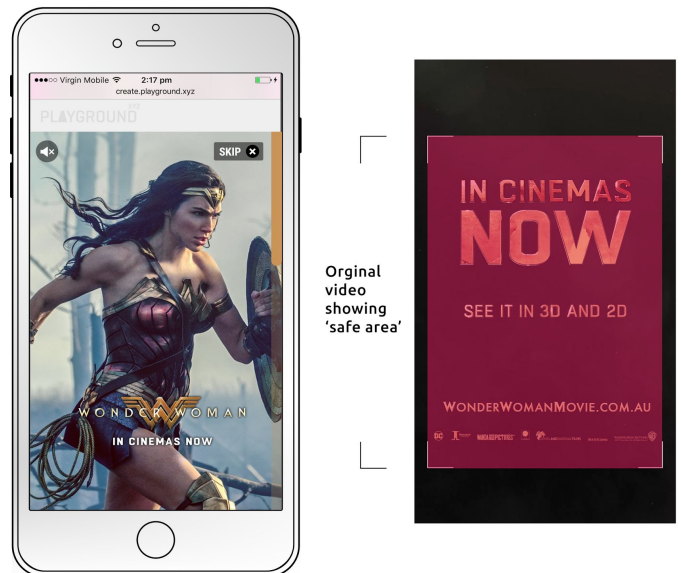 Virgin Mobile 2:17 pm
create.playground.xyz
PLAYGROUND XYZ
SKIP
WONDER WOMAN
IN CINEMAS NOW
Orginal
video
showing
‘safe area’
IN CINEMAS
NOW
SEE IT IN 3D AND 2D
WONDERWOMANMOVIE.COM.AU
DC